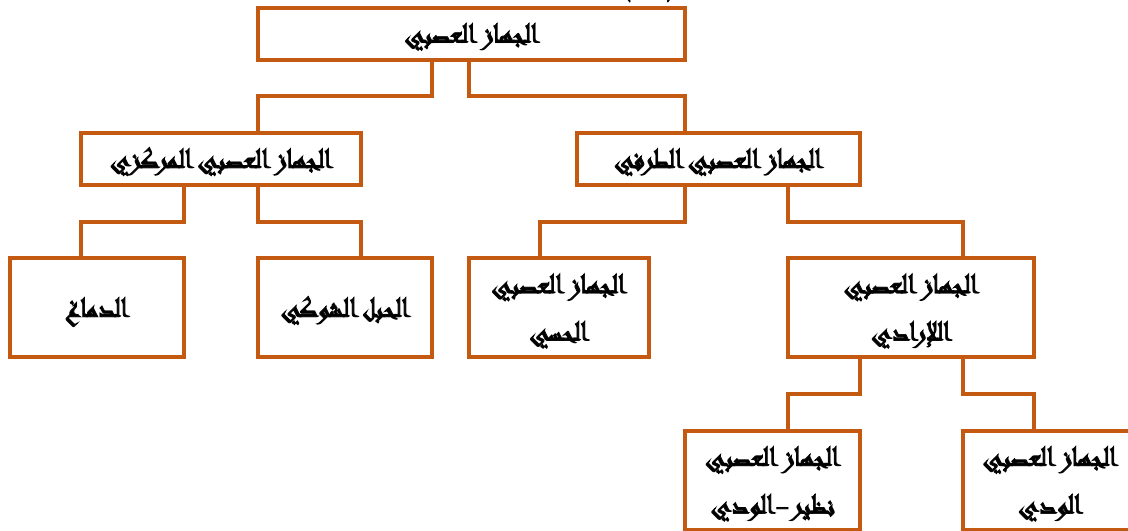 الجهاز العصبي
الجهاز العصبي الطرفي
الجهاز العصبي المركزي
الجهاز العصبي
اللاإرادي
الجهاز العصبي
الحسي
الحبل الشوكي
الدماغ
الجهاز العصبي
الودي
الجهاز العصبي
نظير -الودي